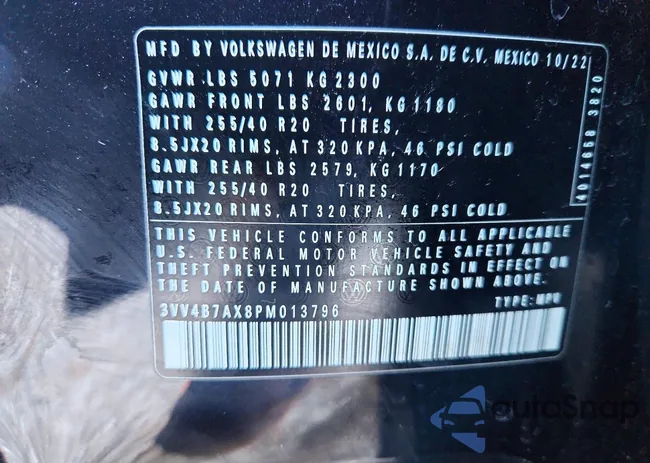 MFD BY VOLKSWAGEN DE MEXICO S.A. DE C.V. MEXICO 10/22
GVWR LBS 5071 KG 2300
GAWR FRONT LBS 2601, KG 1180
WITH 255/40 R20 TIRES,
8.5JX20 RIMS, AT 320 KPA, 46 PSI COLD
GAWR REAR LBS 2579, KG 1170
WITH 255/40 R20 TIRES,
8.5JX20 RIMS, AT 320 KPA, 46 PSI COLD
4014658 3820
THIS VEHICLE CONFORMS TO ALL APPLICABLE
U.S. FEDERAL MOTOR VEHICLE SAFETY AND
THEFT PREVENTION STANDARDS IN EFFECT ON
THE DATE OF MANUFACTURE SHOWN ABOVE.
3VV4B7AX8PM013796 TYPE: MPV
autoSnap